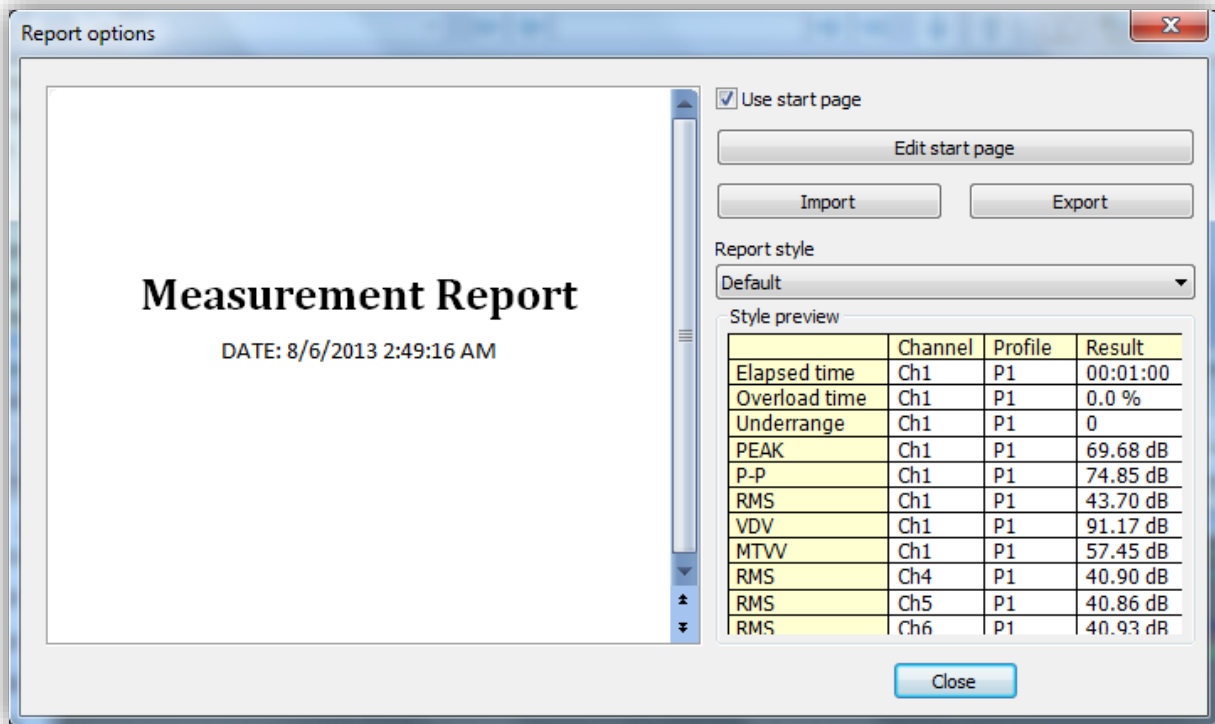 Report options
Measurement Report
DATE: 8/6/2013 2:49:16 AM
Use start page
Edit start page
Import Export
Report style
Default
Style preview
Channel Profile Result
Elapsed time Ch1 P1 00:01:00
Overload time Ch1 P1 0.0 %
Underrange Ch1 P1 0
PEAK Ch1 P1 69.68 dB
P-P Ch1 P1 74.85 dB
RMS Ch1 P1 43.70 dB
VDV Ch1 P1 91.17 dB
MTVV Ch1 P1 57.45 dB
RMS Ch4 P1 40.90 dB
RMS Ch5 P1 40.86 dB
RMS Ch6 P1 40.93 dB
Close